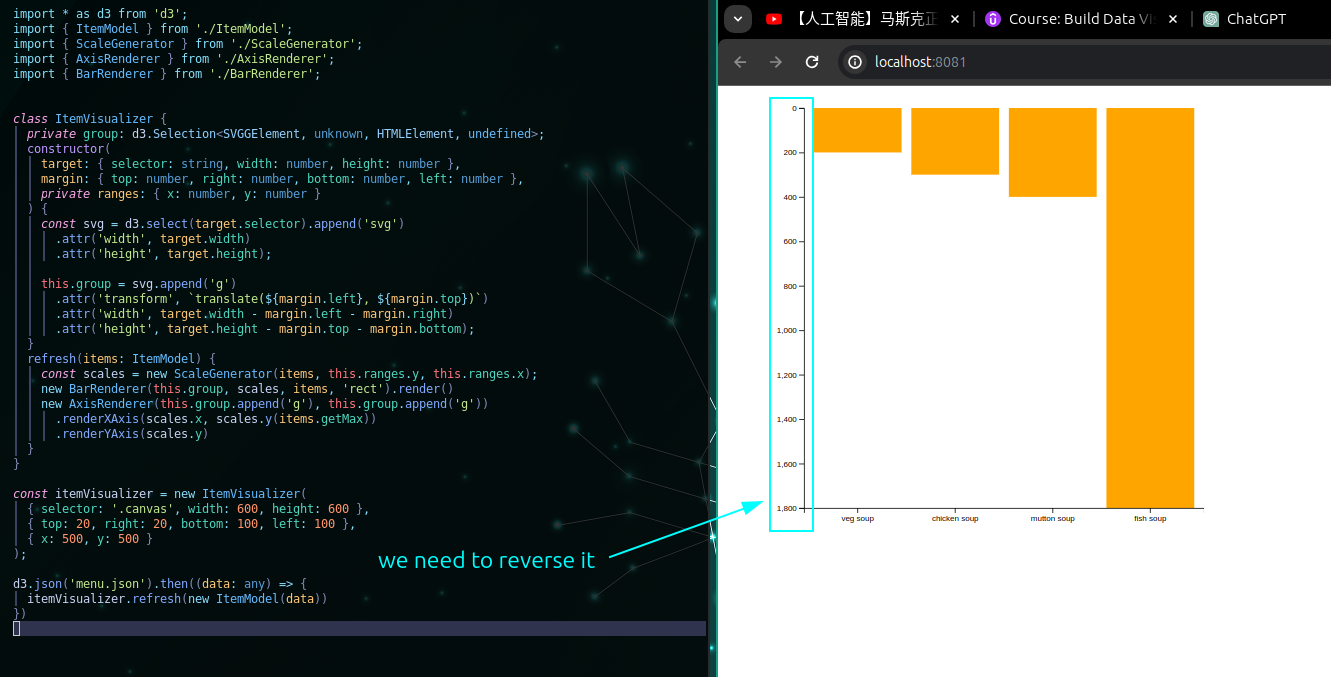 import * as d3 from 'd3';
import { ItemModel } from './ItemModel';
import { ScaleGenerator } from './ScaleGenerator';
import { AxisRenderer } from './AxisRenderer';
import { BarRenderer } from './BarRenderer';
class ItemVisualizer {
private group: d3.Selection<SVGGElement, unknown, HTMLElement, undefined>;
constructor(
target: { selector: string, width: number, height: number },
margin: { top: number, right: number, bottom: number, left: number },
private ranges: { x: number, y: number }
) {
const svg = d3.select(target.selector).append('svg')
.attr('width', target.width)
.attr('height', target.height);
this.group = svg.append('g')
.attr('transform', `translate(${margin.left}, ${margin.top})`)
.attr('width', target.width - margin.left - margin.right)
.attr('height', target.height - margin.top - margin.bottom);
}
refresh(items: ItemModel) {
const scales = new ScaleGenerator(items, this.ranges.y, this.ranges.x);
new BarRenderer(this.group, scales, items, 'rect').render()
new AxisRenderer(this.group.append('g'), this.group.append('g'))
.renderXAxis(scales.x, scales.y(items.getMax))
.renderYAxis(scales.y)
}
}
const itemVisualizer = new ItemVisualizer(
{ selector: '.canvas', width: 600, height: 600 },
{ top: 20, right: 20, bottom: 100, left: 100 },
{ x: 500, y: 500 }
);
we need to reverse it
d3.json('menu.json').then((data: any) => {
itemVisualizer.refresh(new ItemModel(data))
})
【人工智能】马斯克正
Course: Build Data Vis
ChatGPT
localhost:8081
0
200
400
600
800
1,000
1,200
1,400
1,600
1,800
veg soup
chicken soup
mutton soup
fish soup